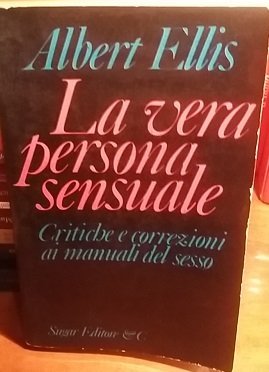 Albert Ellis
La vera
persona
sensuale
Critiche e correzioni
ai manuali del sesso
Sugar Editore & C.